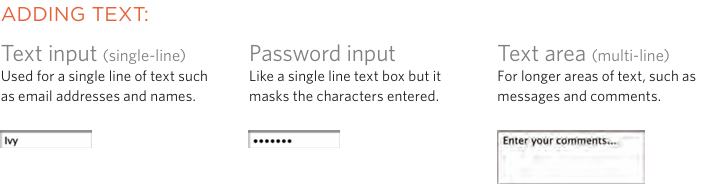 ADDING TEXT:
Text input (single-line)
Used for a single line of text such
as email addresses and names.
Ivy
Password input
Like a single line text box but it
masks the characters entered.
•••••••
Text area (multi-line)
For longer areas of text, such as
messages and comments.
Enter your comments...